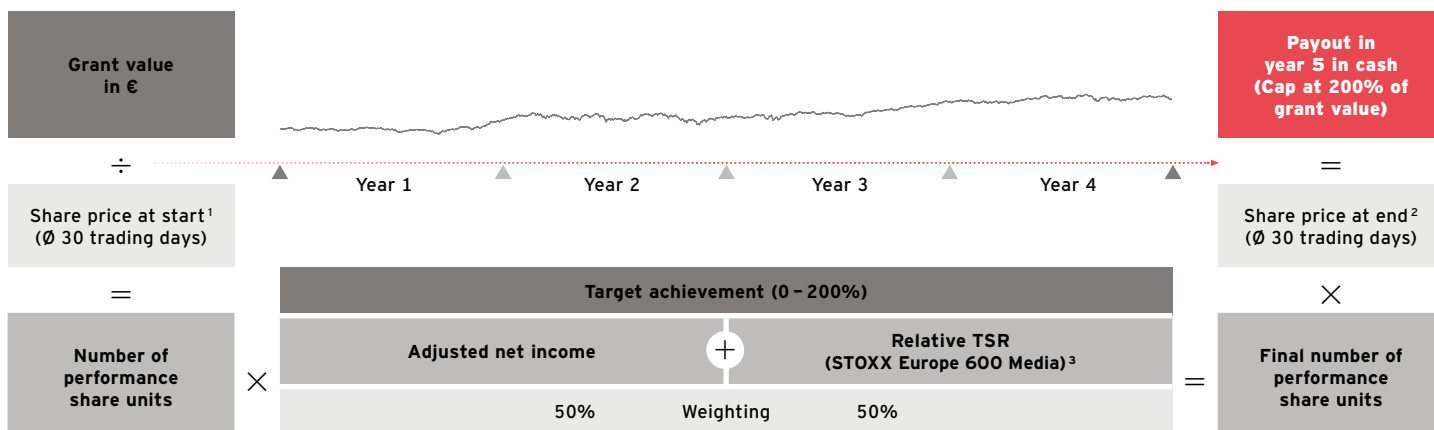 Grant value
in €
÷
Share price at start¹
(Ø 30 trading days)
=
Number of
performance
share units
×
Year 1
Year 2
Year 3
Year 4
Target achievement (0 – 200%)
Adjusted net income
+
Relative TSR
(STOXX Europe 600 Media)³
50% Weighting 50%
=
Payout in
year 5 in cash
(Cap at 200% of
grant value)
=
Share price at end²
(Ø 30 trading days)
×
Final number of
performance
share units